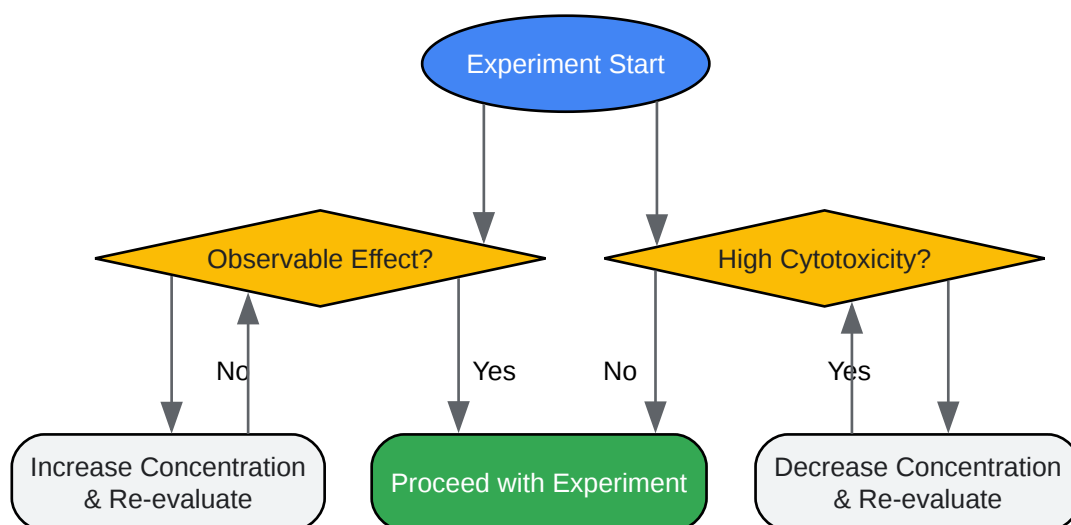 Experiment Start
Observable Effect?
High Cytotoxicity?
No
Yes
No
Yes
Increase Concentration
& Re-evaluate
Proceed with Experiment
Decrease Concentration
& Re-evaluate